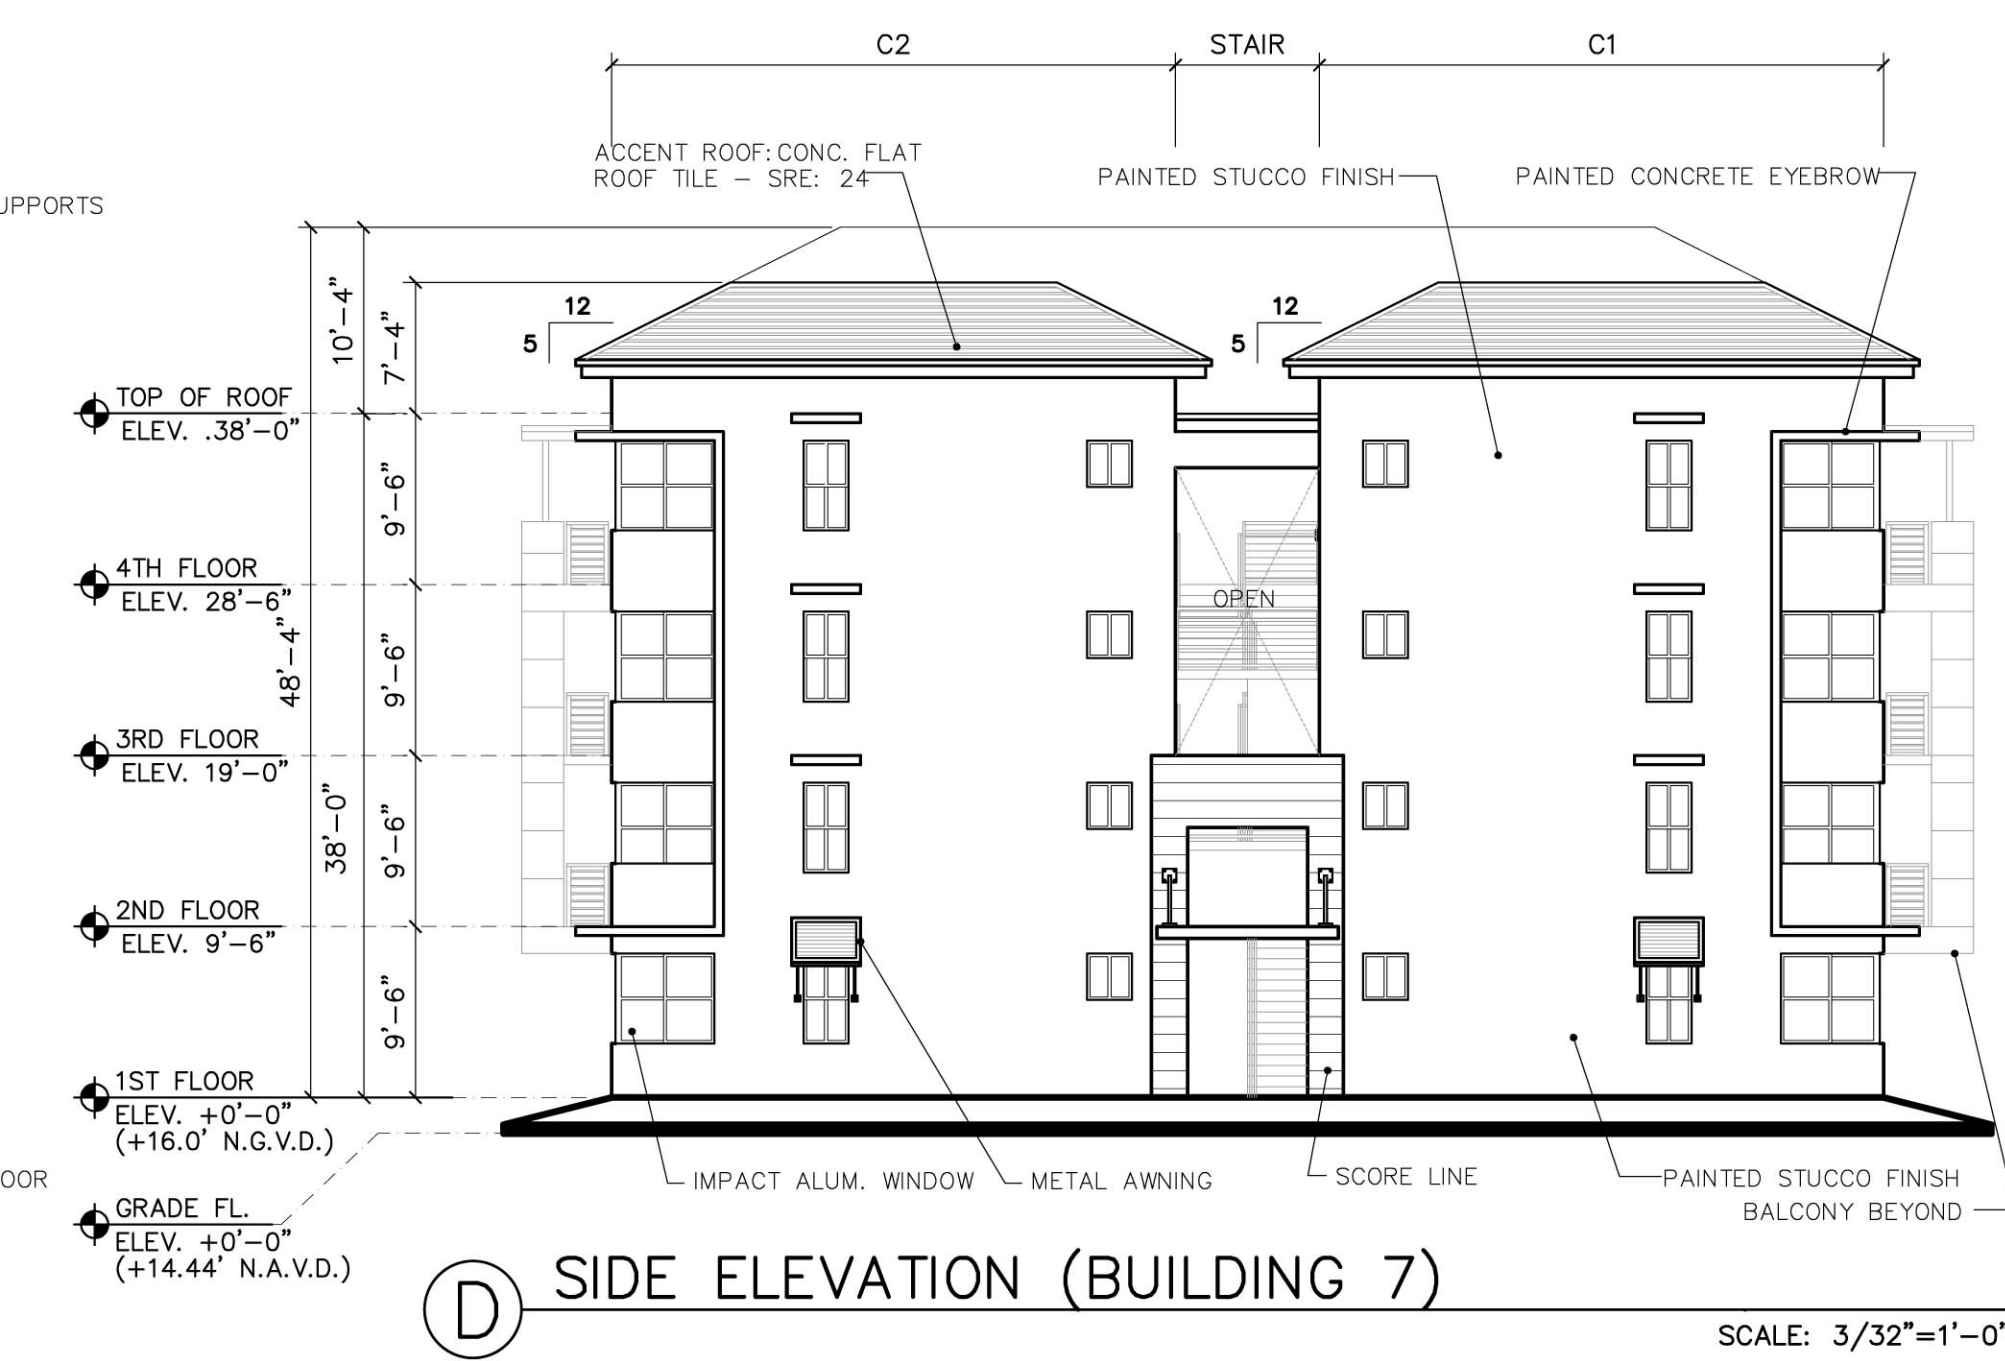 C2
STAIR
C1
ACCENT ROOF: CONC. FLAT
ROOF TILE – SRE: 24
PAINTED STUCCO FINISH
PAINTED CONCRETE EYEBROW
UPPORTS
12
5
12
5
10'–4"
7'–4"
TOP OF ROOF
ELEV. .38'–0"
9'–6"
4TH FLOOR
ELEV. 28'–6"
OPEN
48'–4"
9'–6"
3RD FLOOR
ELEV. 19'–0"
38'–0"
9'–6"
2ND FLOOR
ELEV. 9'–6"
9'–6"
1ST FLOOR
ELEV. +0'–0"
(+16.0' N.G.V.D.)
OOR
IMPACT ALUM. WINDOW
METAL AWNING
SCORE LINE
PAINTED STUCCO FINISH
BALCONY BEYOND
GRADE FL.
ELEV. +0'–0"
(+14.44' N.A.V.D.)
D
SIDE ELEVATION (BUILDING 7)
SCALE: 3/32"=1'–0"